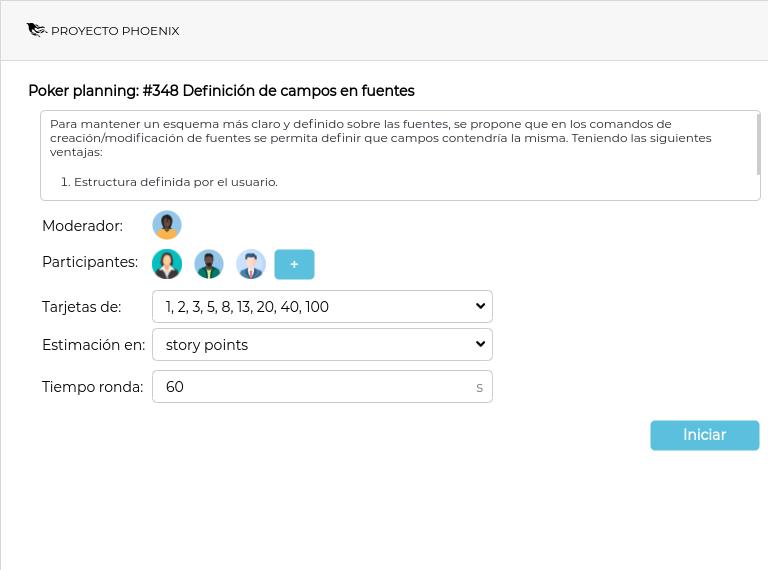 PROYECTO PHOENIX
Poker planning: #348 Definición de campos en fuentes
Para mantener un esquema más claro y definido sobre las fuentes, se propone que en los comandos de
creación/modificación de fuentes se permita definir que campos contendría la misma. Teniendo las siguientes
ventajas:
1. Estructura definida por el usuario.
Moderador:
Participantes: +
Tarjetas de: 1, 2, 3, 5, 8, 13, 20, 40, 100
Estimación en: story points
Tiempo ronda: 60 s
Iniciar